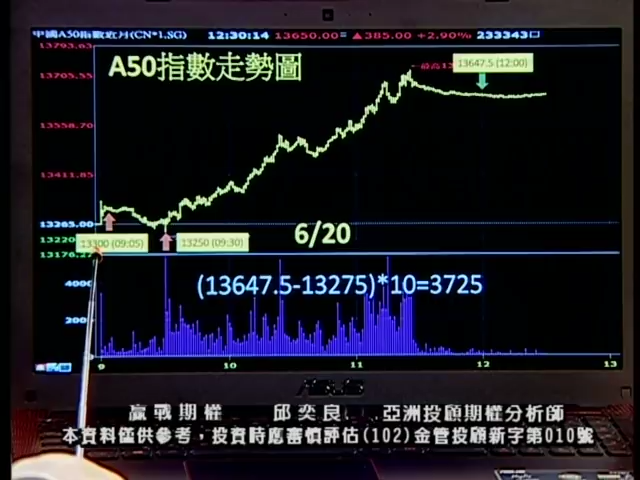 中國A50指數近月(CN*1,SG) 12:30:14 13650.00= ▲385.00 +2.90% 233343口
13793.63
A50指數走勢圖
13647.5 (12:00)
13705.55
13558.70
13411.85
13265.00
13300 (09:05)
13250 (09:30)
6/20
13220
13176.27
(13647.5-13275)*10=3725
4000
200
0
9 10 11 12 13
ASUS
贏戰期權 邱奕良 亞洲投顧期權分析師
本資料僅供參考，投資時應審慎評估(102)金管投顧新字第010號